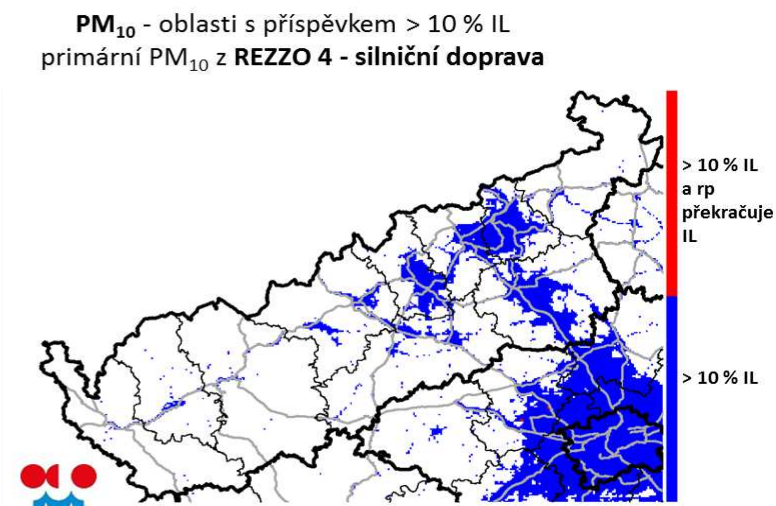 PM₁₀ - oblasti s příspěvkem > 10 % IL
primární PM₁₀ z REZZO 4 - silniční doprava
> 10 % IL
a rp
překračuje
IL
> 10 % IL